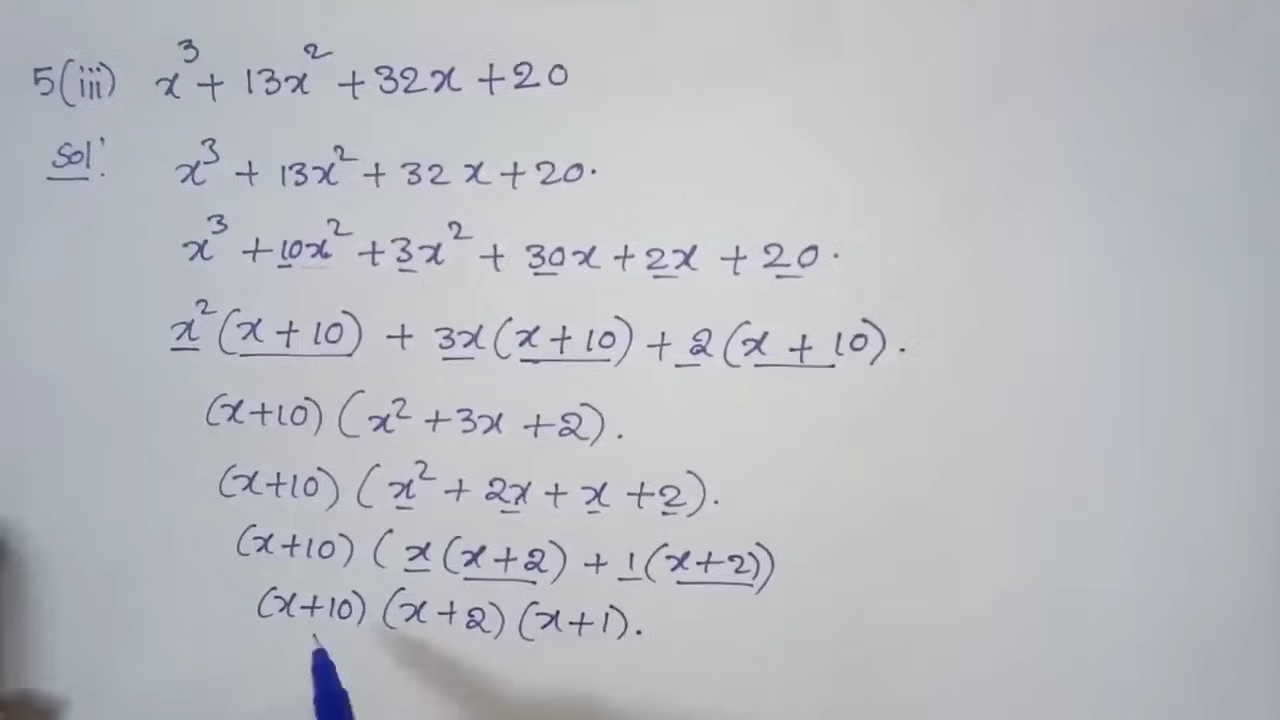 5(iii) x³ + 13x² + 32x + 20
Sol: x³ + 13x² + 32x + 20.
x³ + 10x² + 3x² + 30x + 2x + 20.
x²(x + 10) + 3x(x + 10) + 2(x + 10).
(x+10)(x² + 3x + 2).
(x+10)(x² + 2x + x + 2).
(x+10)(x(x+2) + 1(x+2))
(x+10)(x+2)(x+1).